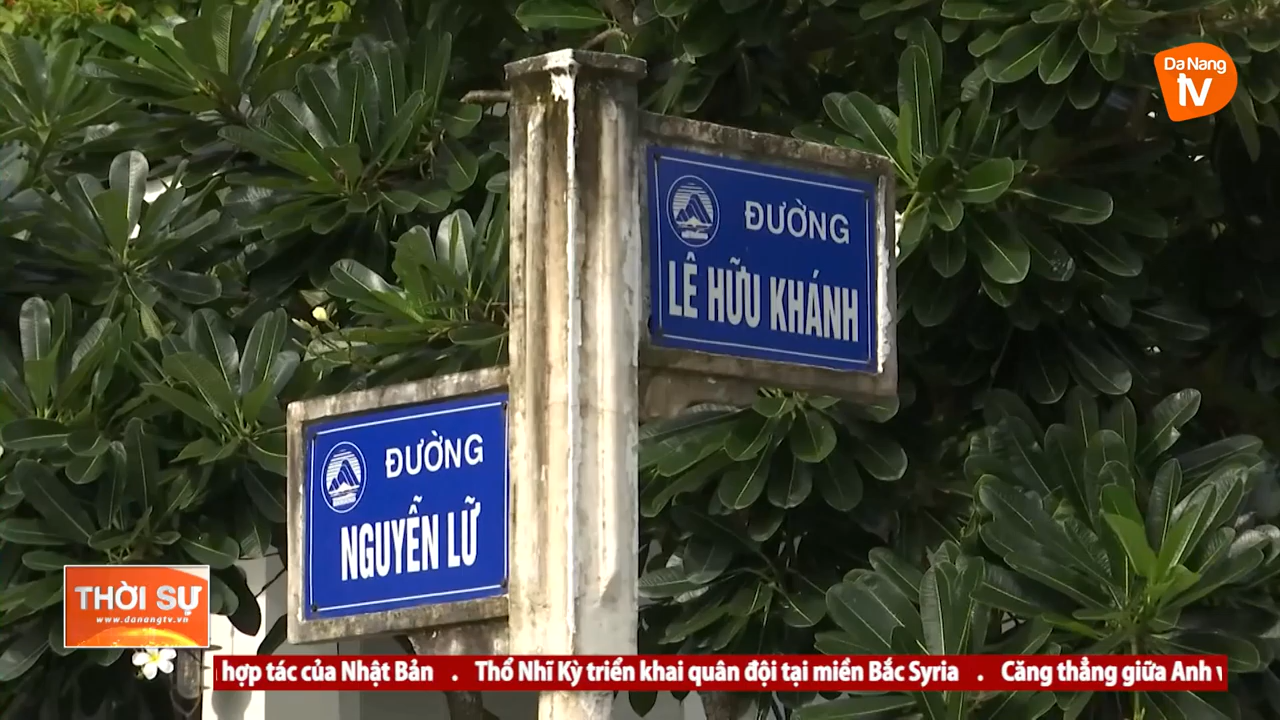 Da Nang
tv
ĐƯỜNG
LÊ HỮU KHÁNH
ĐƯỜNG
NGUYỄN LỮ
THỜI SỰ
www.danangtv.vn
hợp tác của Nhật Bản . Thổ Nhĩ Kỳ triển khai quân đội tại miền Bắc Syria . Căng thẳng giữa Anh